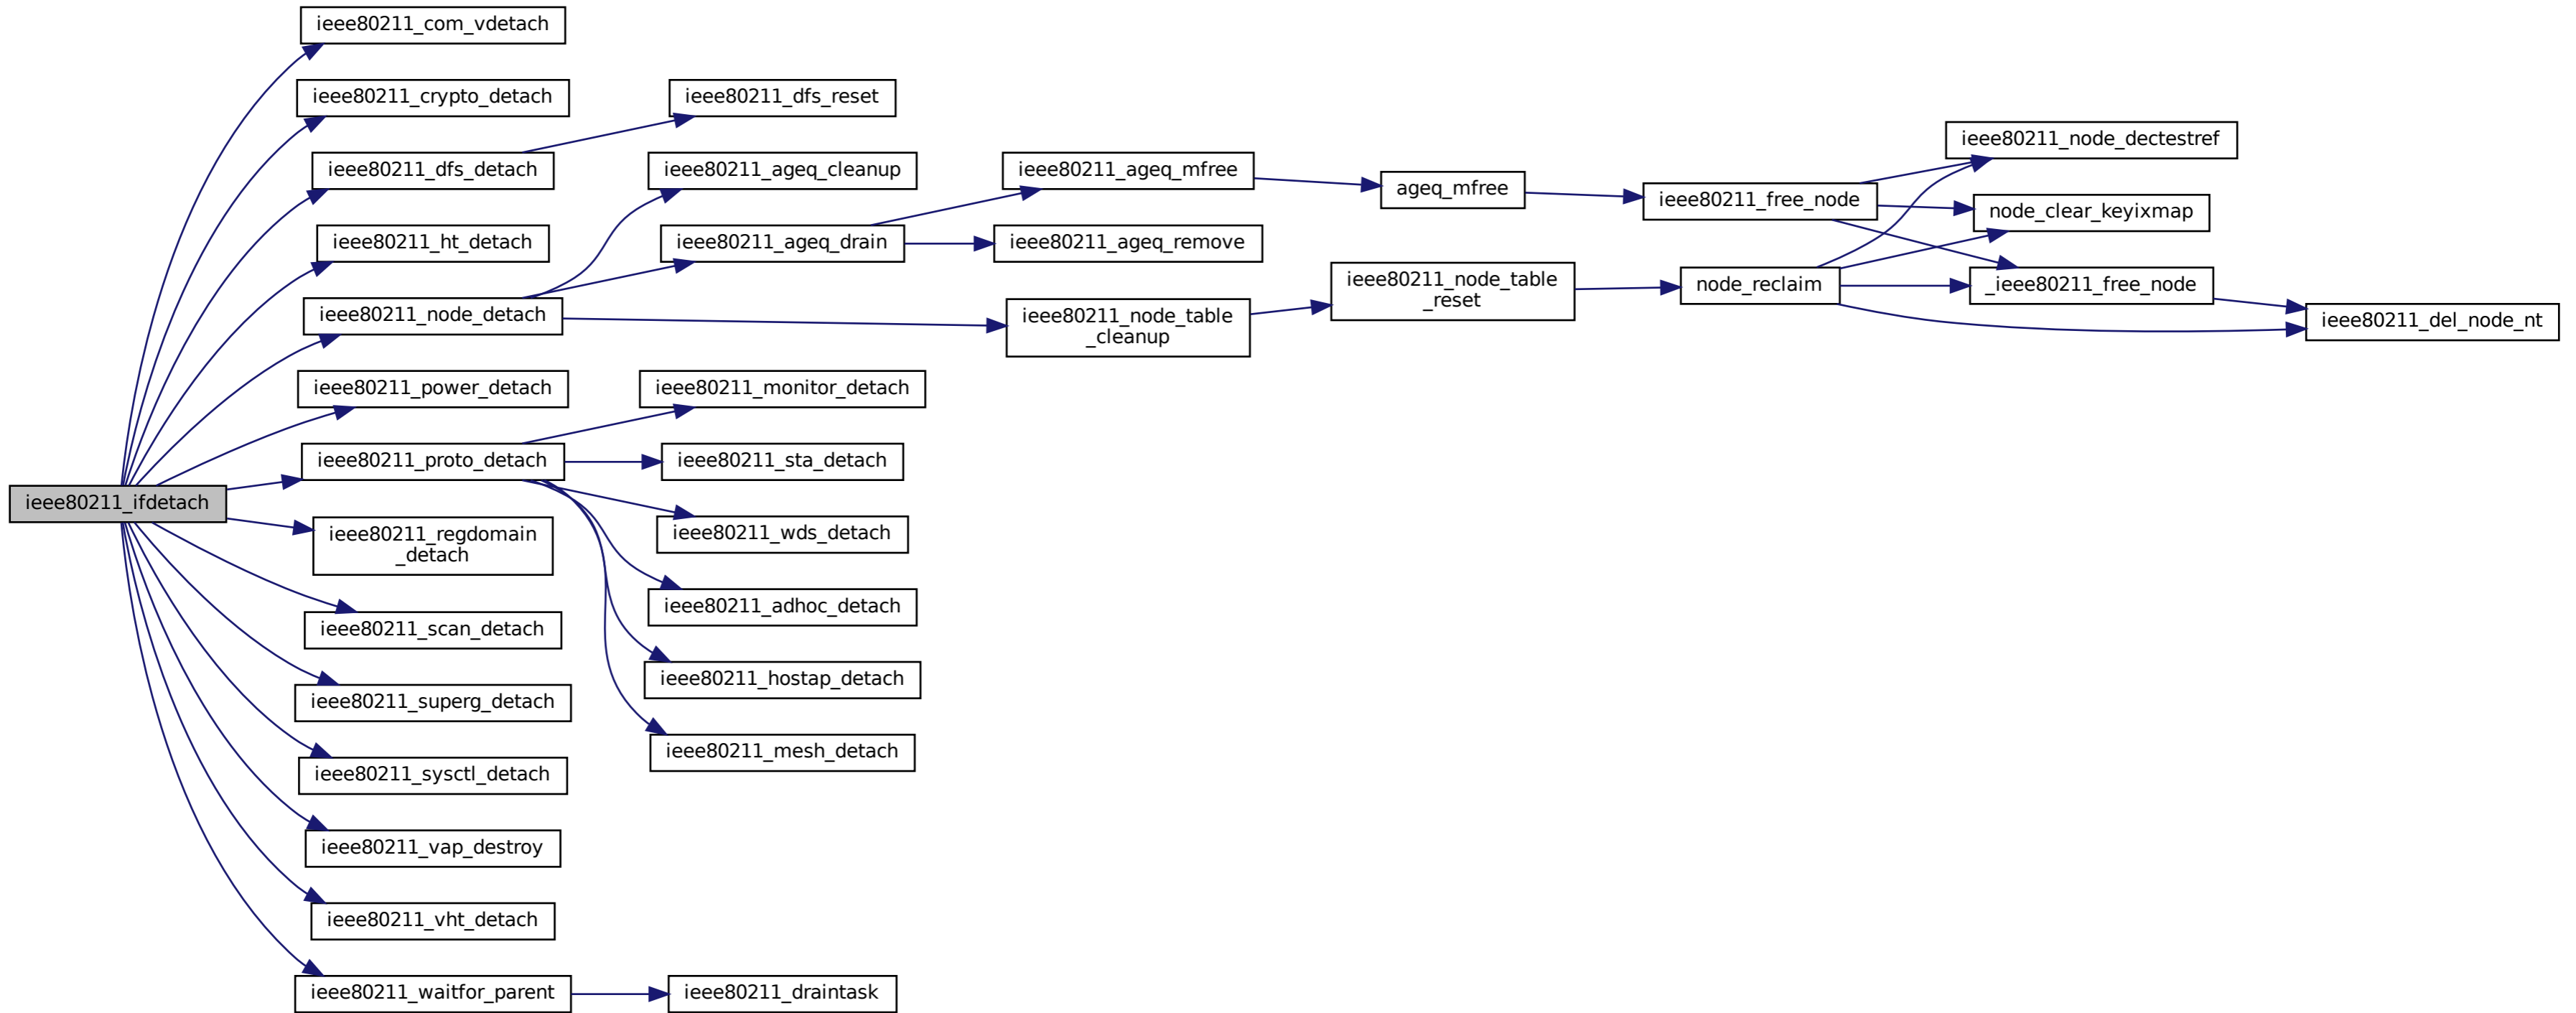 ieee80211_ifdetach
ieee80211_com_vdetach
ieee80211_crypto_detach
ieee80211_dfs_detach
ieee80211_ht_detach
ieee80211_node_detach
ieee80211_power_detach
ieee80211_proto_detach
ieee80211_regdomain
_detach
ieee80211_scan_detach
ieee80211_superg_detach
ieee80211_sysctl_detach
ieee80211_vap_destroy
ieee80211_vht_detach
ieee80211_waitfor_parent
ieee80211_dfs_reset
ieee80211_ageq_cleanup
ieee80211_ageq_drain
ieee80211_monitor_detach
ieee80211_sta_detach
ieee80211_wds_detach
ieee80211_adhoc_detach
ieee80211_hostap_detach
ieee80211_mesh_detach
ieee80211_draintask
ieee80211_ageq_mfree
ieee80211_ageq_remove
ieee80211_node_table
_cleanup
ageq_mfree
ieee80211_node_table
_reset
ieee80211_free_node
node_reclaim
ieee80211_node_dectestref
node_clear_keyixmap
_ieee80211_free_node
ieee80211_del_node_nt